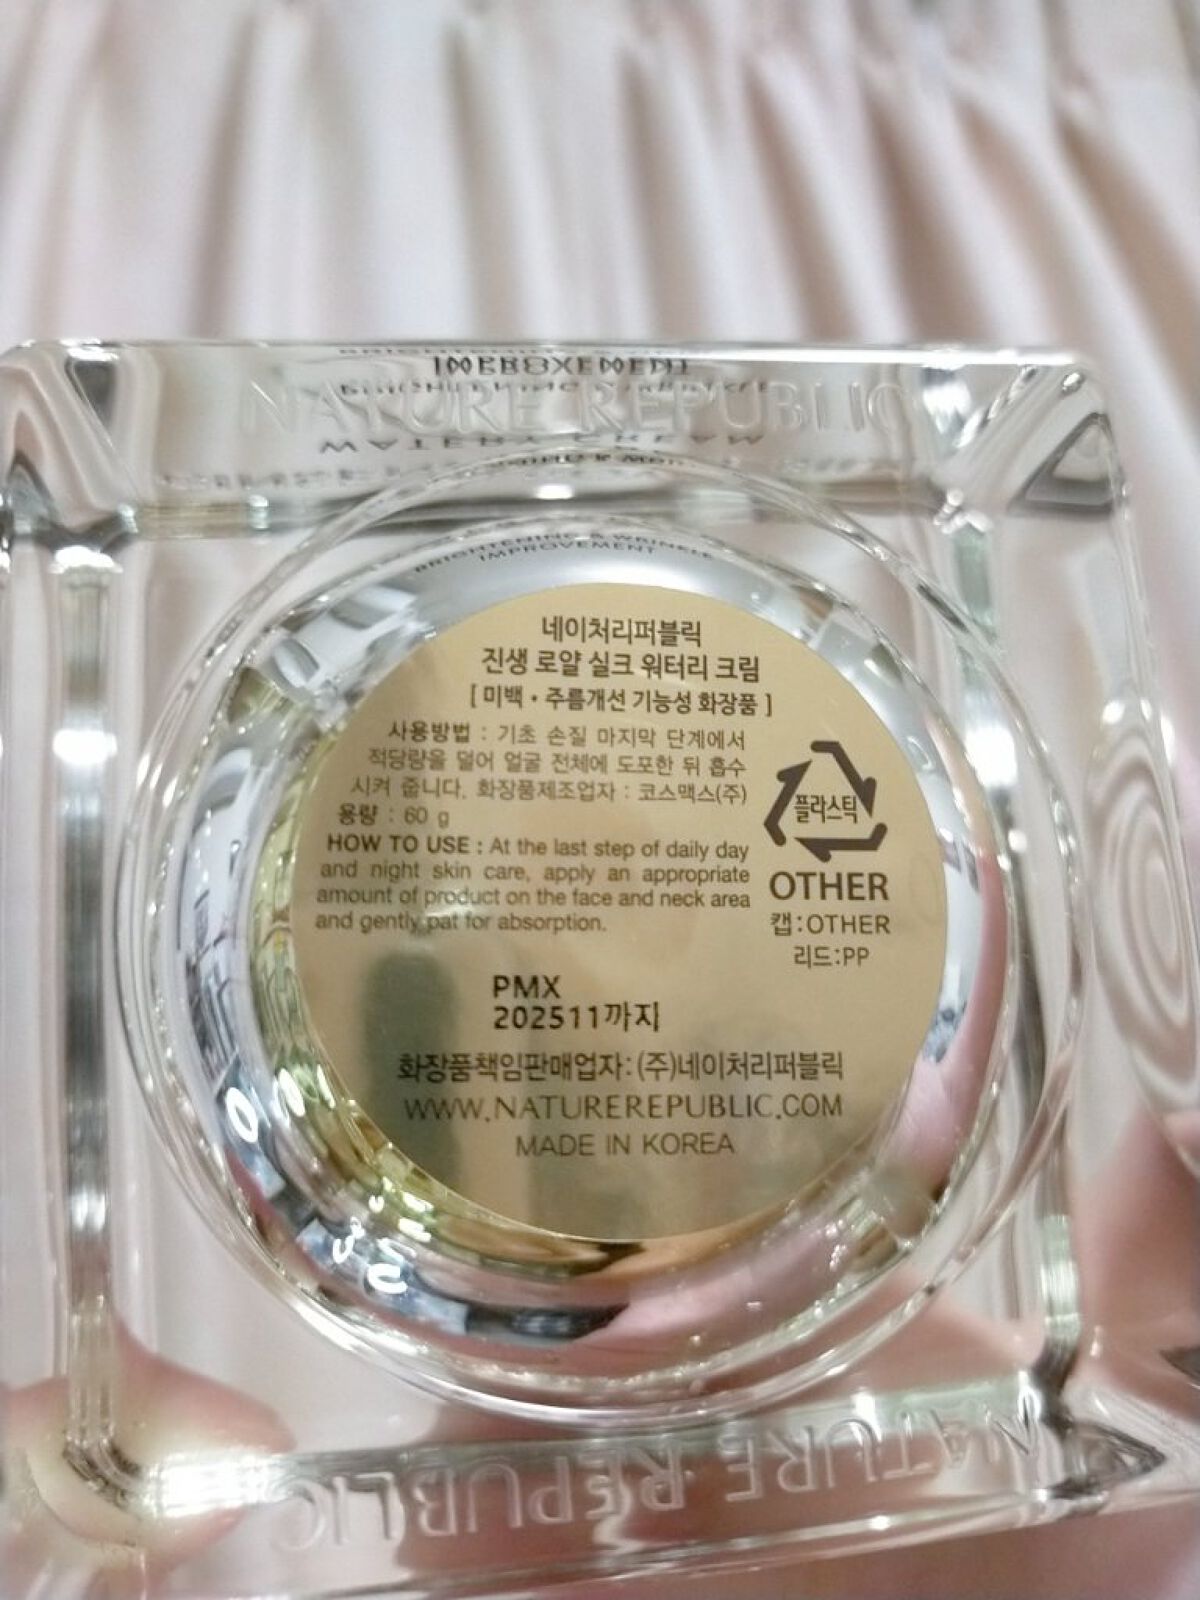 IMPROVEMENT
NATURE REPUBLIC
WATERY CREAM
BRIGHTENING & WRINKLE
IMPROVEMENT
네이처리퍼블릭
진생 로얄 실크 워터리 크림
[ 미백 • 주름개선 기능성 화장품 ]
사용방법 : 기초 손질 마지막 단계에서
적당량을 덜어 얼굴 전체에 도포한 뒤 흡수
시켜 줍니다. 화장품제조업자 : 코스맥스(주)
용량 : 60 g
HOW TO USE : At the last step of daily day
and night skin care, apply an appropriate
amount of product on the face and neck area
and gently pat for absorption.
플라스틱
OTHER
캡:OTHER
리드:PP
PMX
202511까지
화장품책임판매업자: (주)네이처리퍼블릭
WWW.NATUREREPUBLIC.COM
MADE IN KOREA
NATURE REPUBLIC